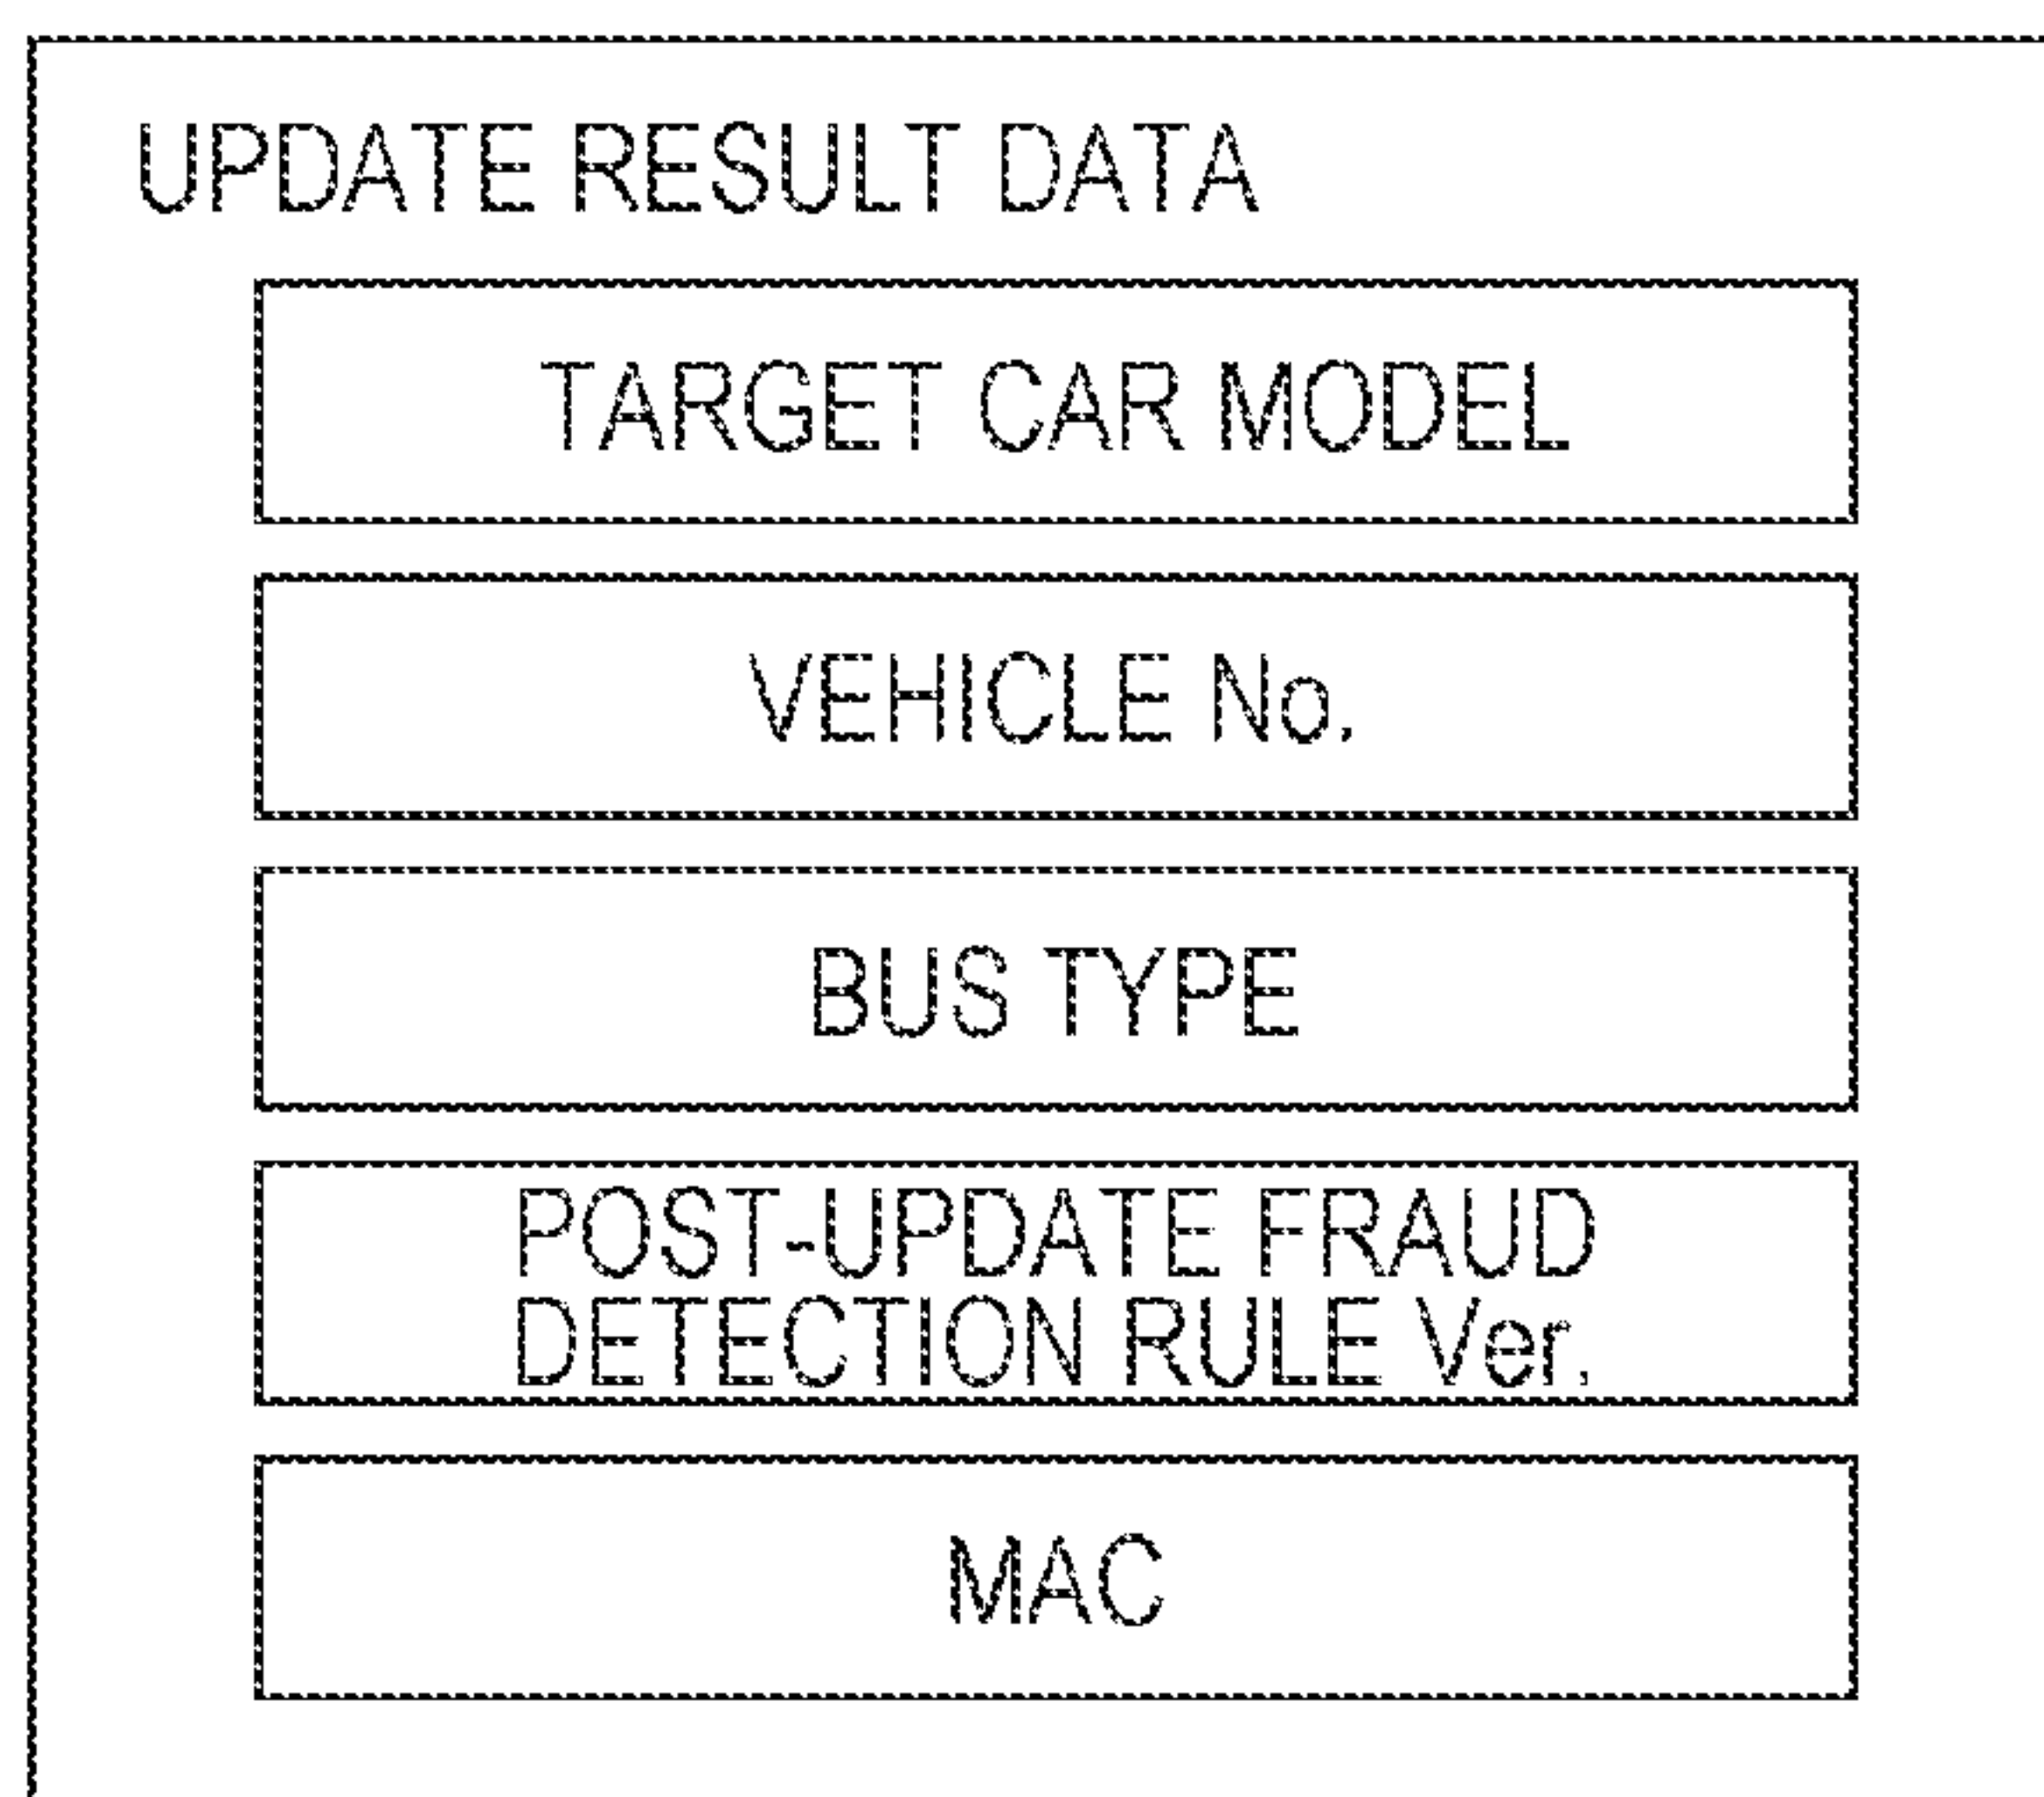 UPDATE RESULT DATA
TARGET CAR MODEL
VEHICLE No.
BUS TYPE
POST-UPDATE FRAUD
DETECTION RULE Ver.
MAC